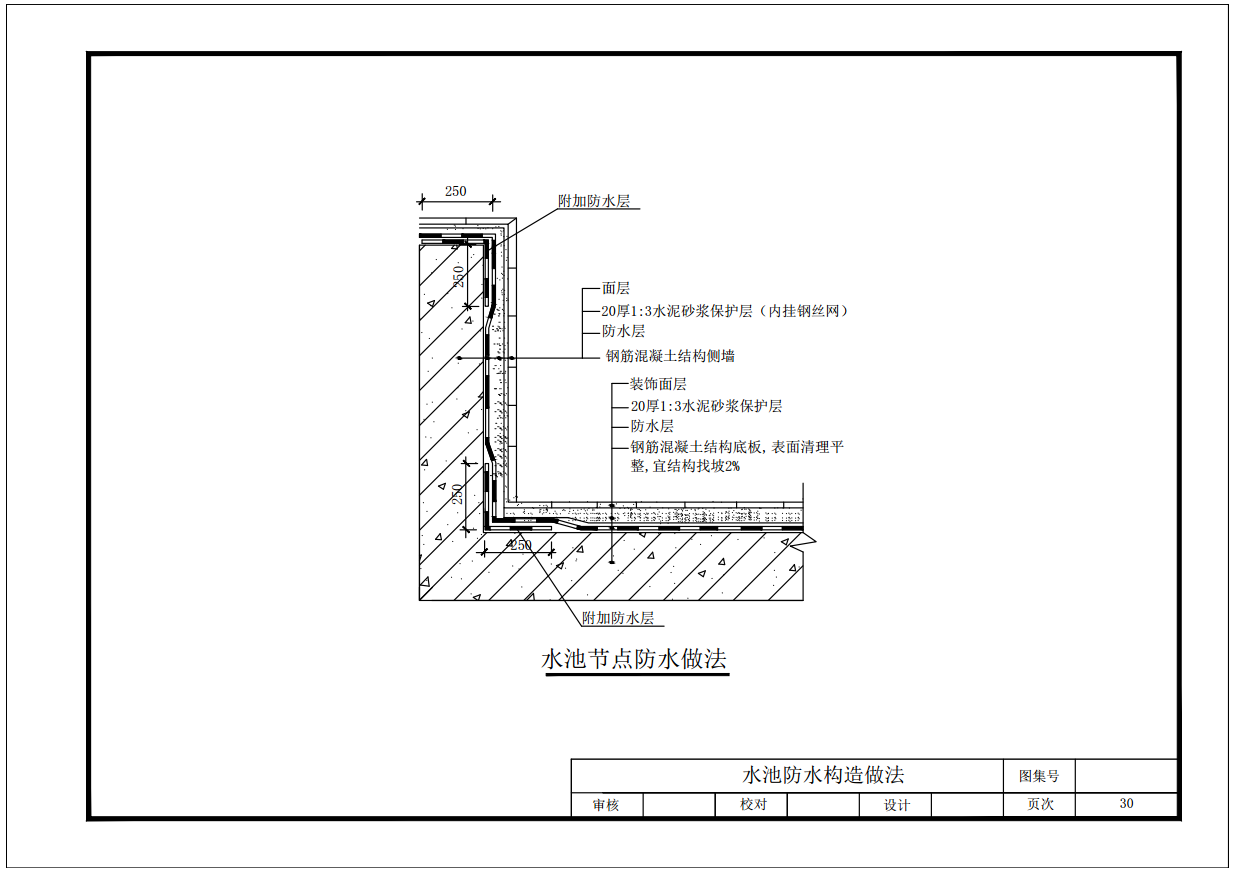 250
附加防水层
250
面层
20厚1:3水泥砂浆保护层（内挂钢丝网）
防水层
钢筋混凝土结构侧墙
装饰面层
20厚1:3水泥砂浆保护层
防水层
钢筋混凝土结构底板,表面清理平
整,宜结构找坡2%
250
250
附加防水层
水池节点防水做法
水池防水构造做法
图集号
审核
校对
设计
页次
30